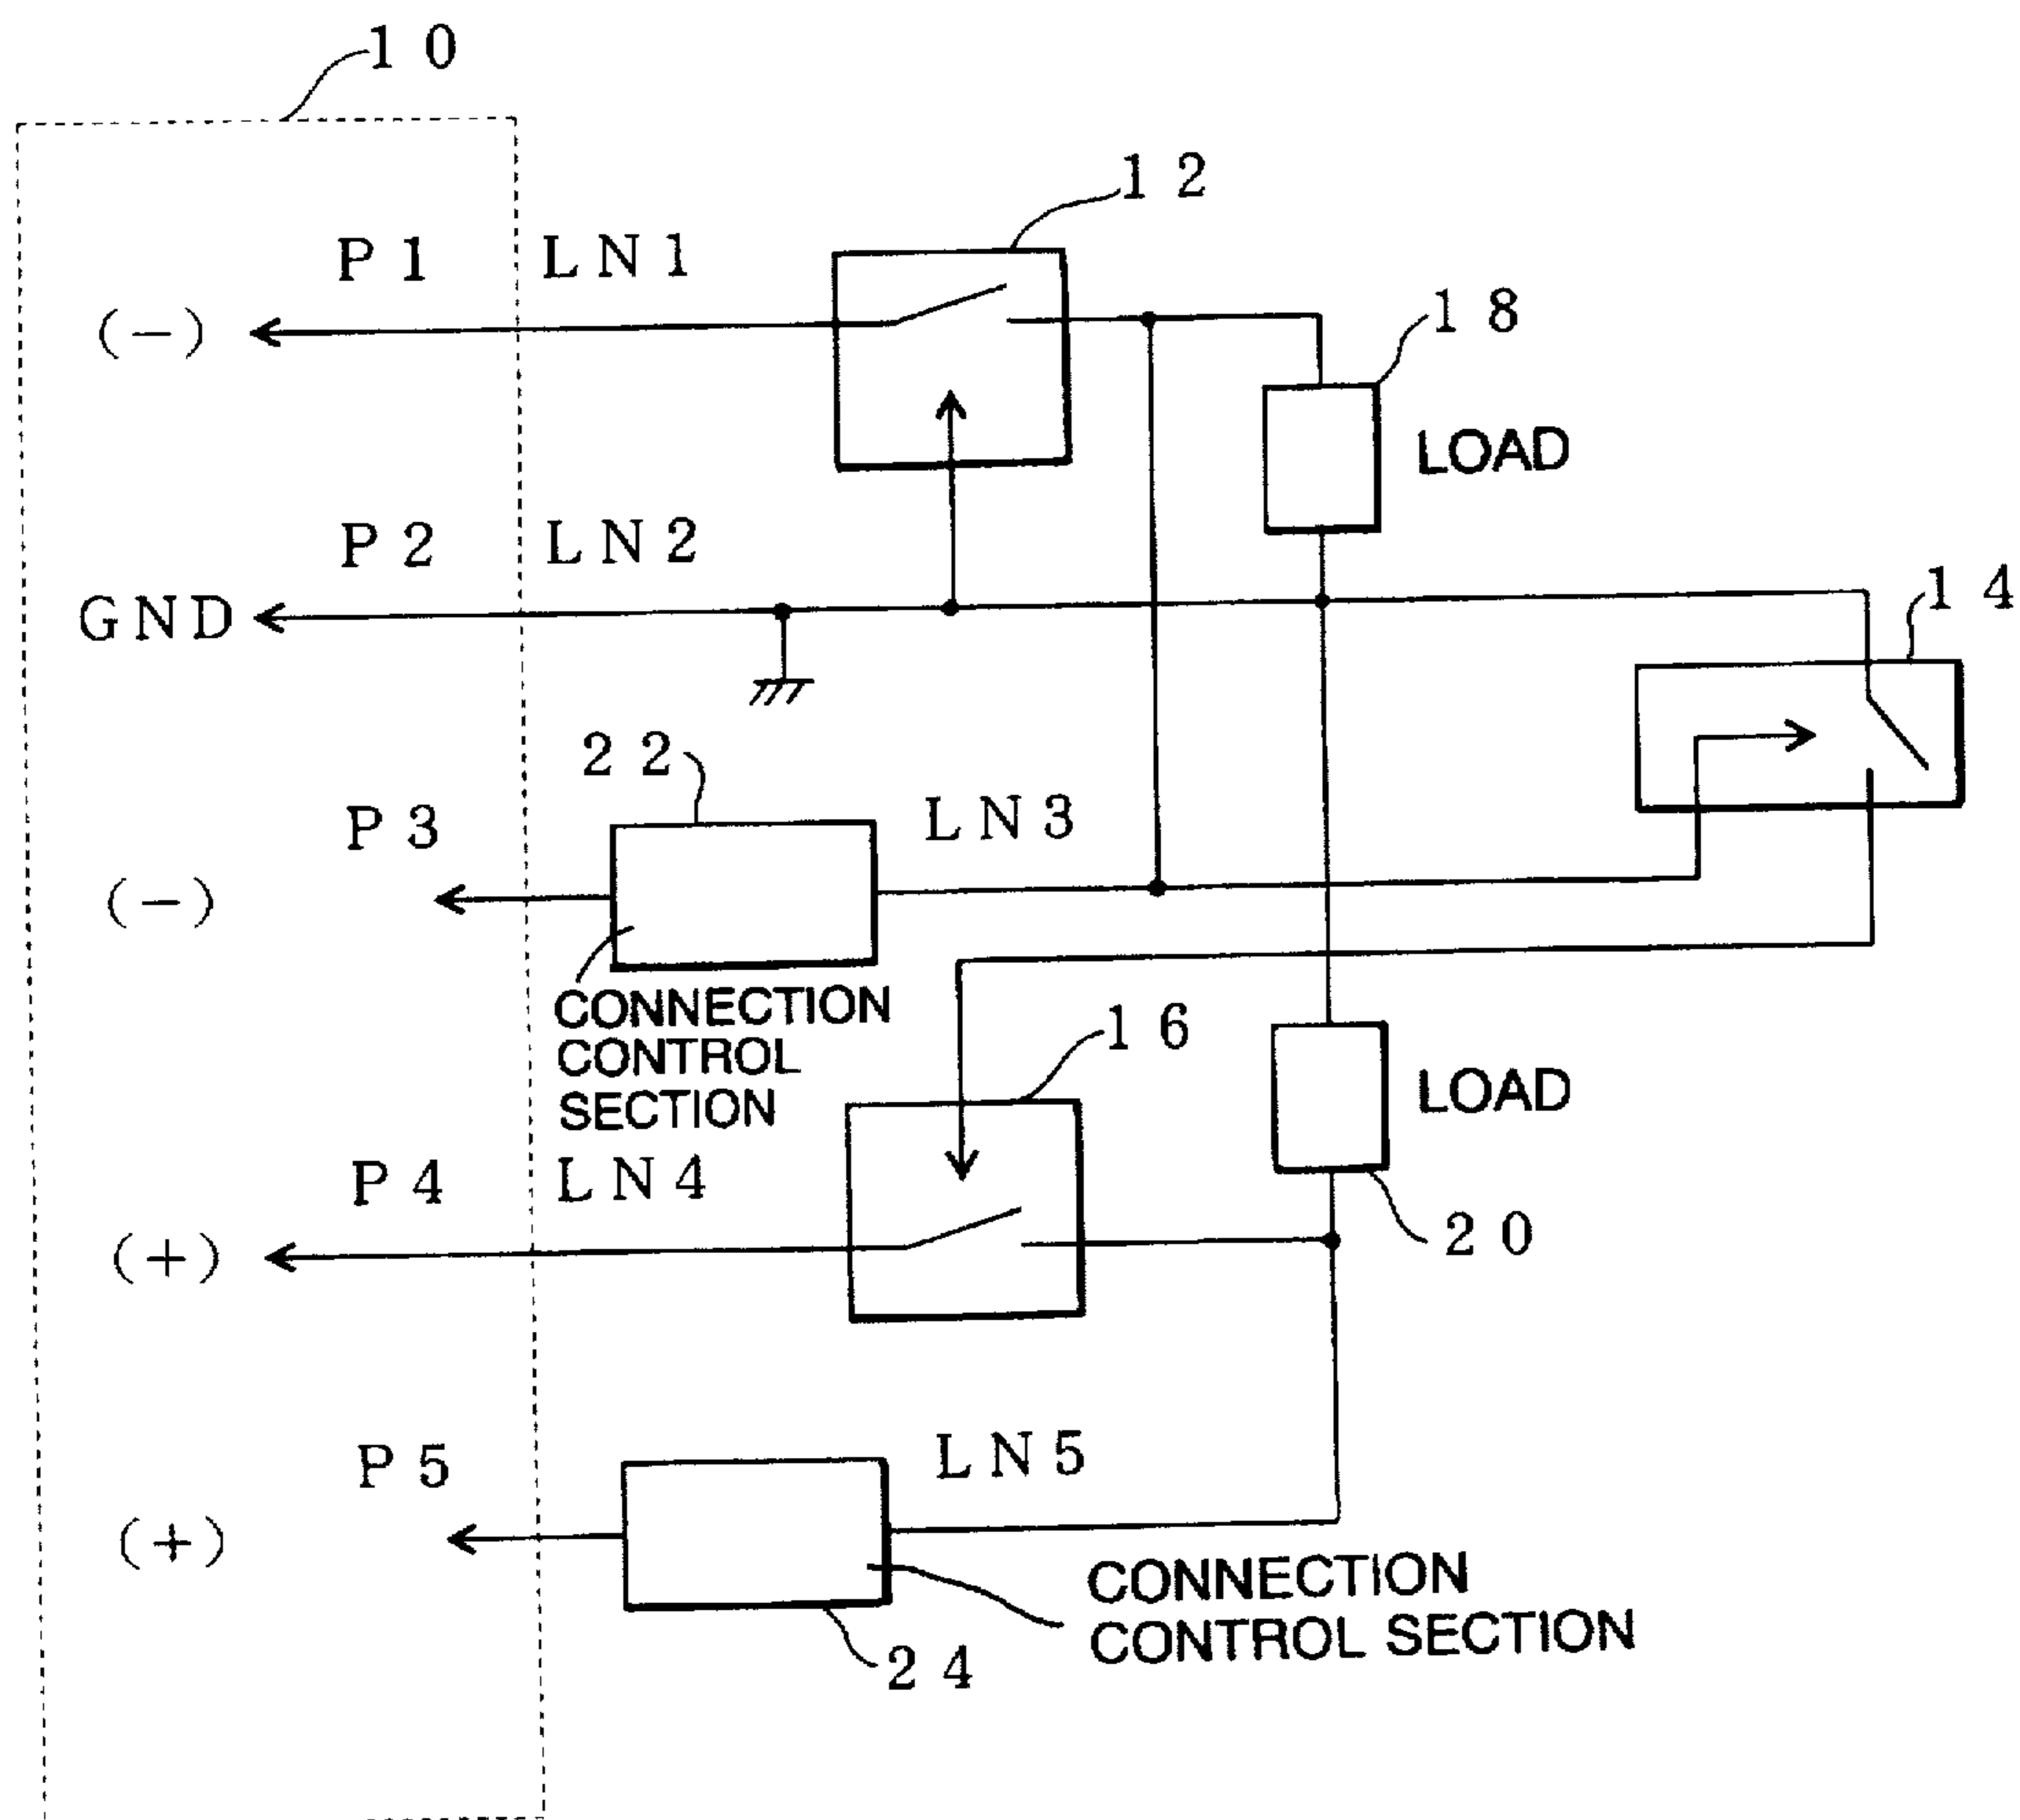 10
12
P1 LN1
(-)
18
LOAD
P2 LN2
GND
14
22
P3
LN3
(-)
CONNECTION
CONTROL
SECTION
16
LOAD
P4 LN4
(+)
20
P5
LN5
(+)
CONNECTION
CONTROL SECTION
24